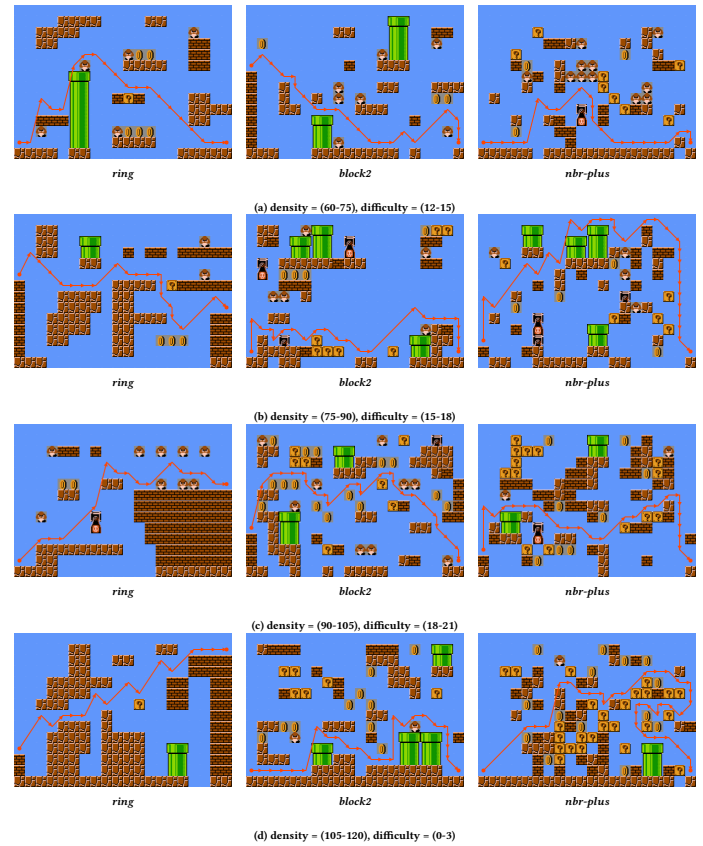 ring block2 nbr-plus
(a) density = (60-75), difficulty = (12-15)
ring block2 nbr-plus
(b) density = (75-90), difficulty = (15-18)
ring block2 nbr-plus
(c) density = (90-105), difficulty = (18-21)
ring block2 nbr-plus
(d) density = (105-120), difficulty = (0-3)